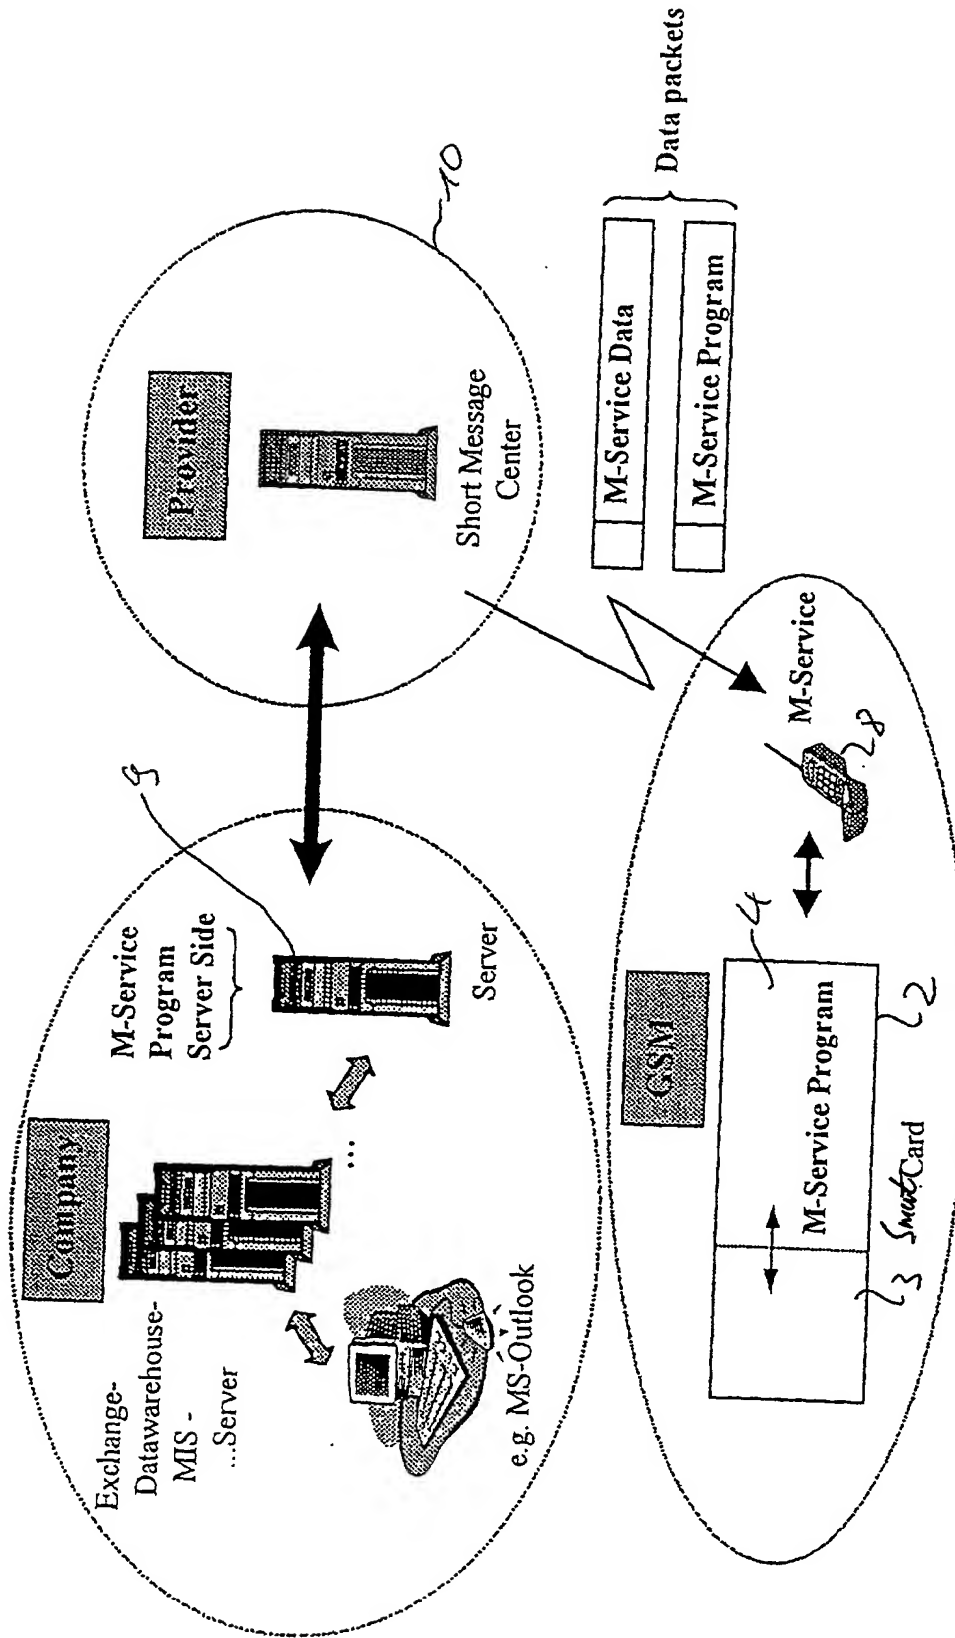 Company
Exchange-
Datawarehouse-
MIS -
...Server
M-Service
Program
Server Side
9
...
Server
e.g. MS-Outlook
Provider
Short Message
Center
10
M-Service Data
M-Service Program
Data packets
GSM
M-Service Program
4
M-Service
28
3
Smart Card
2